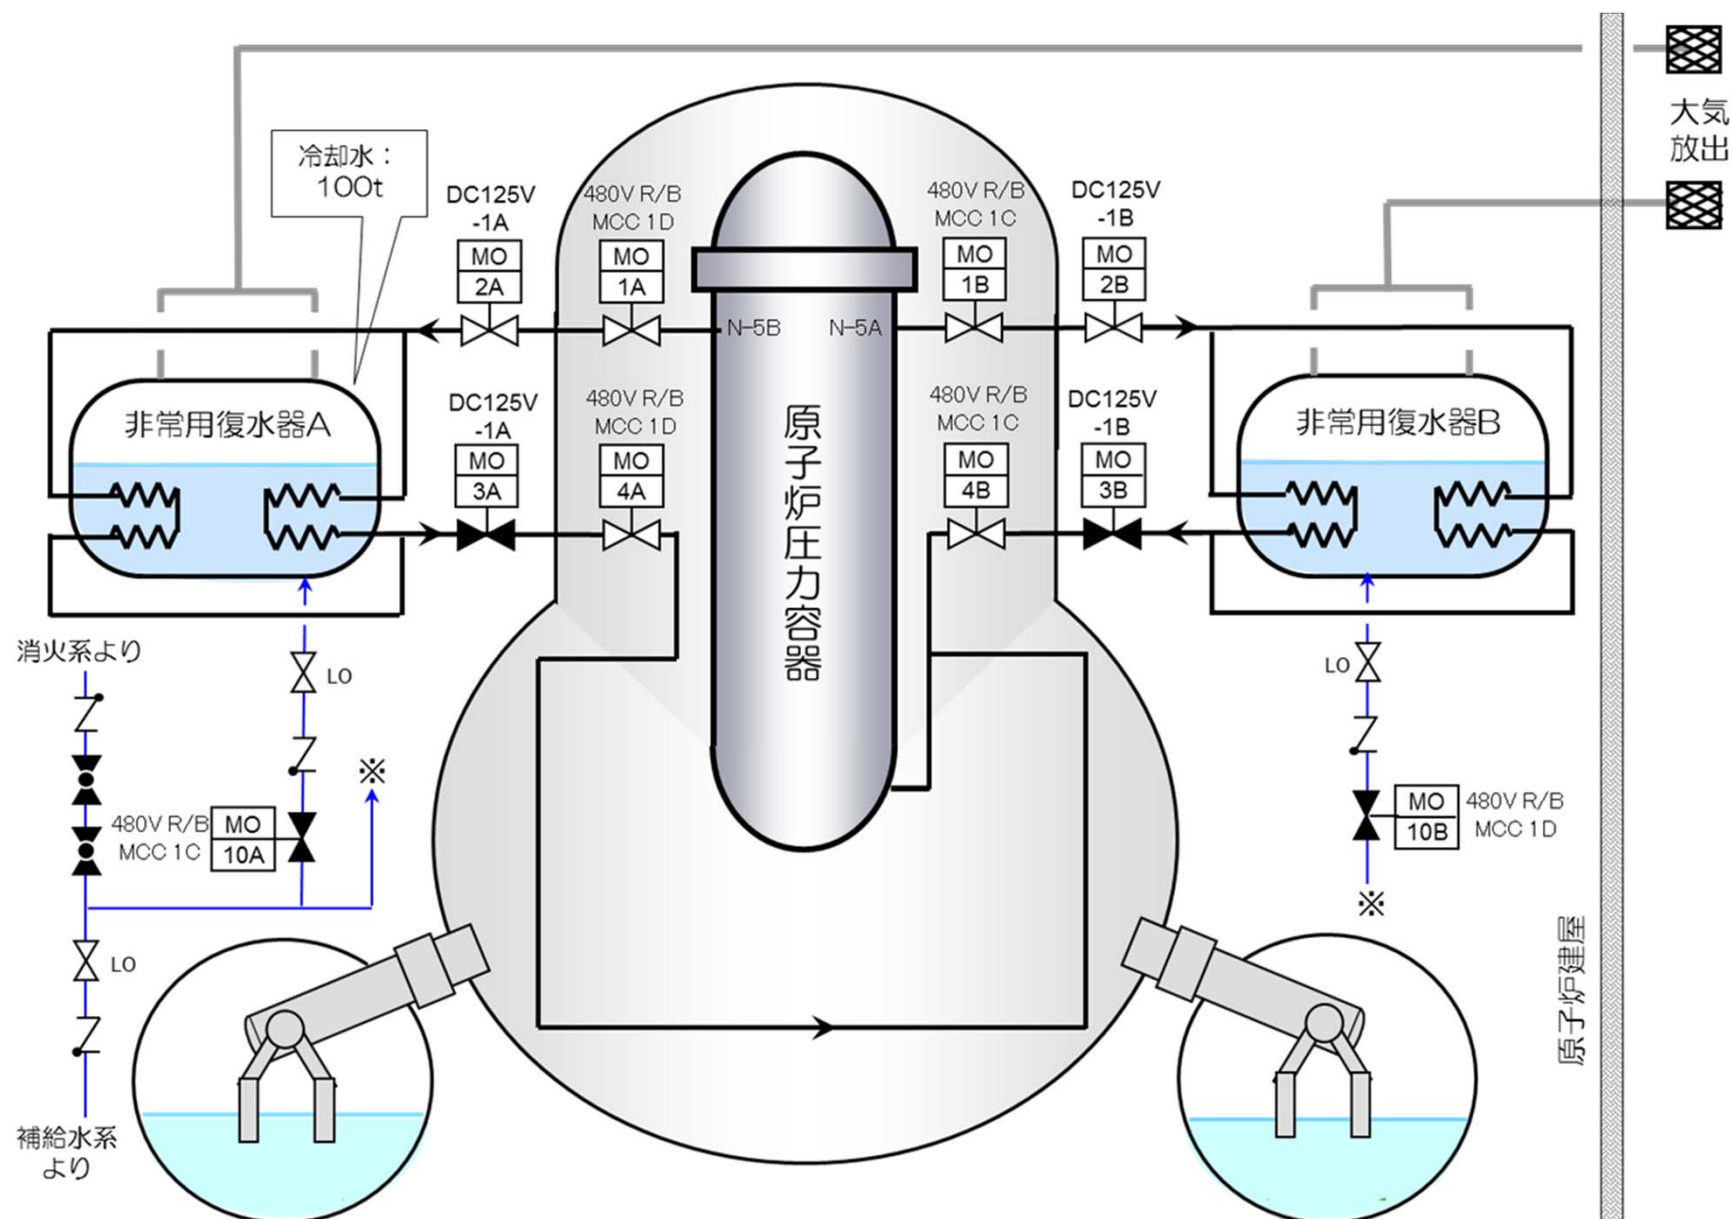 大気
放出
冷却水：
100t
DC125V
-1A
MO
2A
480V R/B
MCC 1D
MO
1A
480V R/B
MCC 1C
MO
1B
DC125V
-1B
MO
2B
N-5B
N-5A
非常用復水器A
DC125V
-1A
MO
3A
480V R/B
MCC 1D
MO
4A
原子炉圧力容器
480V R/B
MCC 1C
MO
4B
DC125V
-1B
MO
3B
非常用復水器B
消火系より
LO
※
480V R/B
MCC 1C
MO
10A
LO
補給水系
より
LO
MO
10B
480V R/B
MCC 1D
※
原子炉建屋